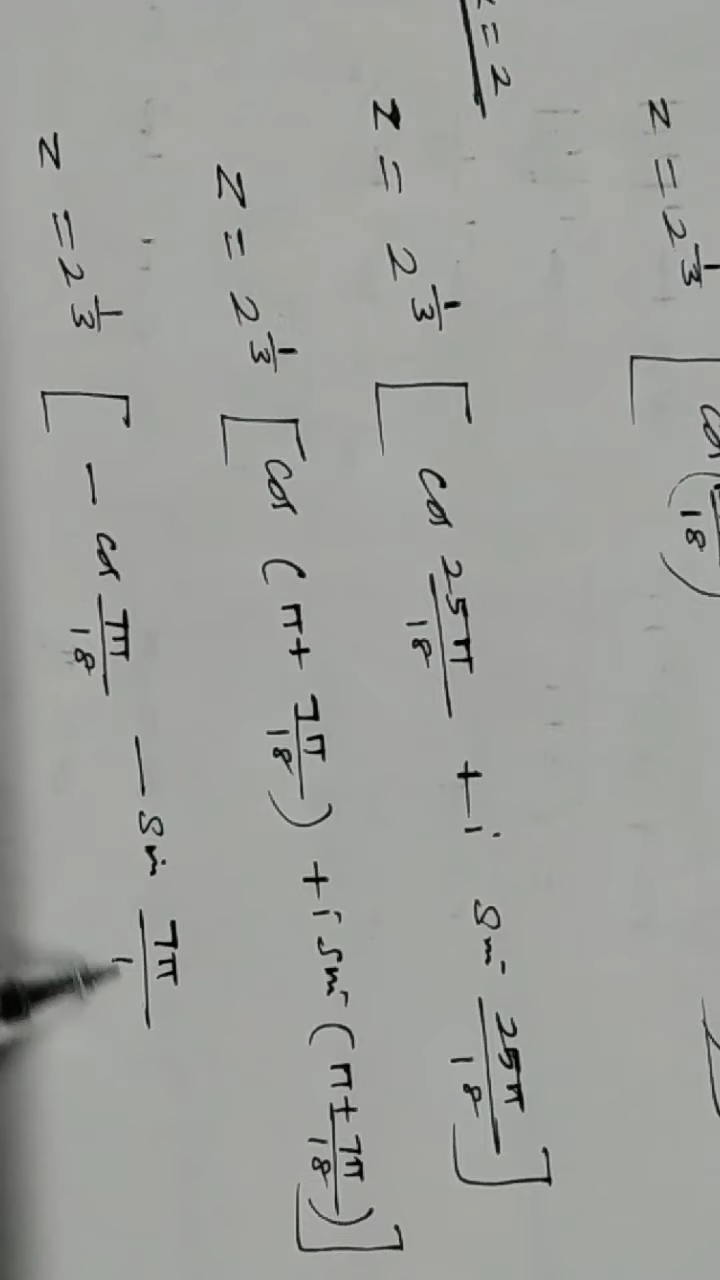 z = 2^{1/3} [ cos ( /18 )
= 2
z = 2^{1/3} [ cos 25π/18 + i sin 25π/18 ]
z = 2^{1/3} [ cos ( π + 7π/18 ) + i sin ( π + 7π/18 ) ]
z = 2^{1/3} [ - cos 7π/18 - sin 7π/1